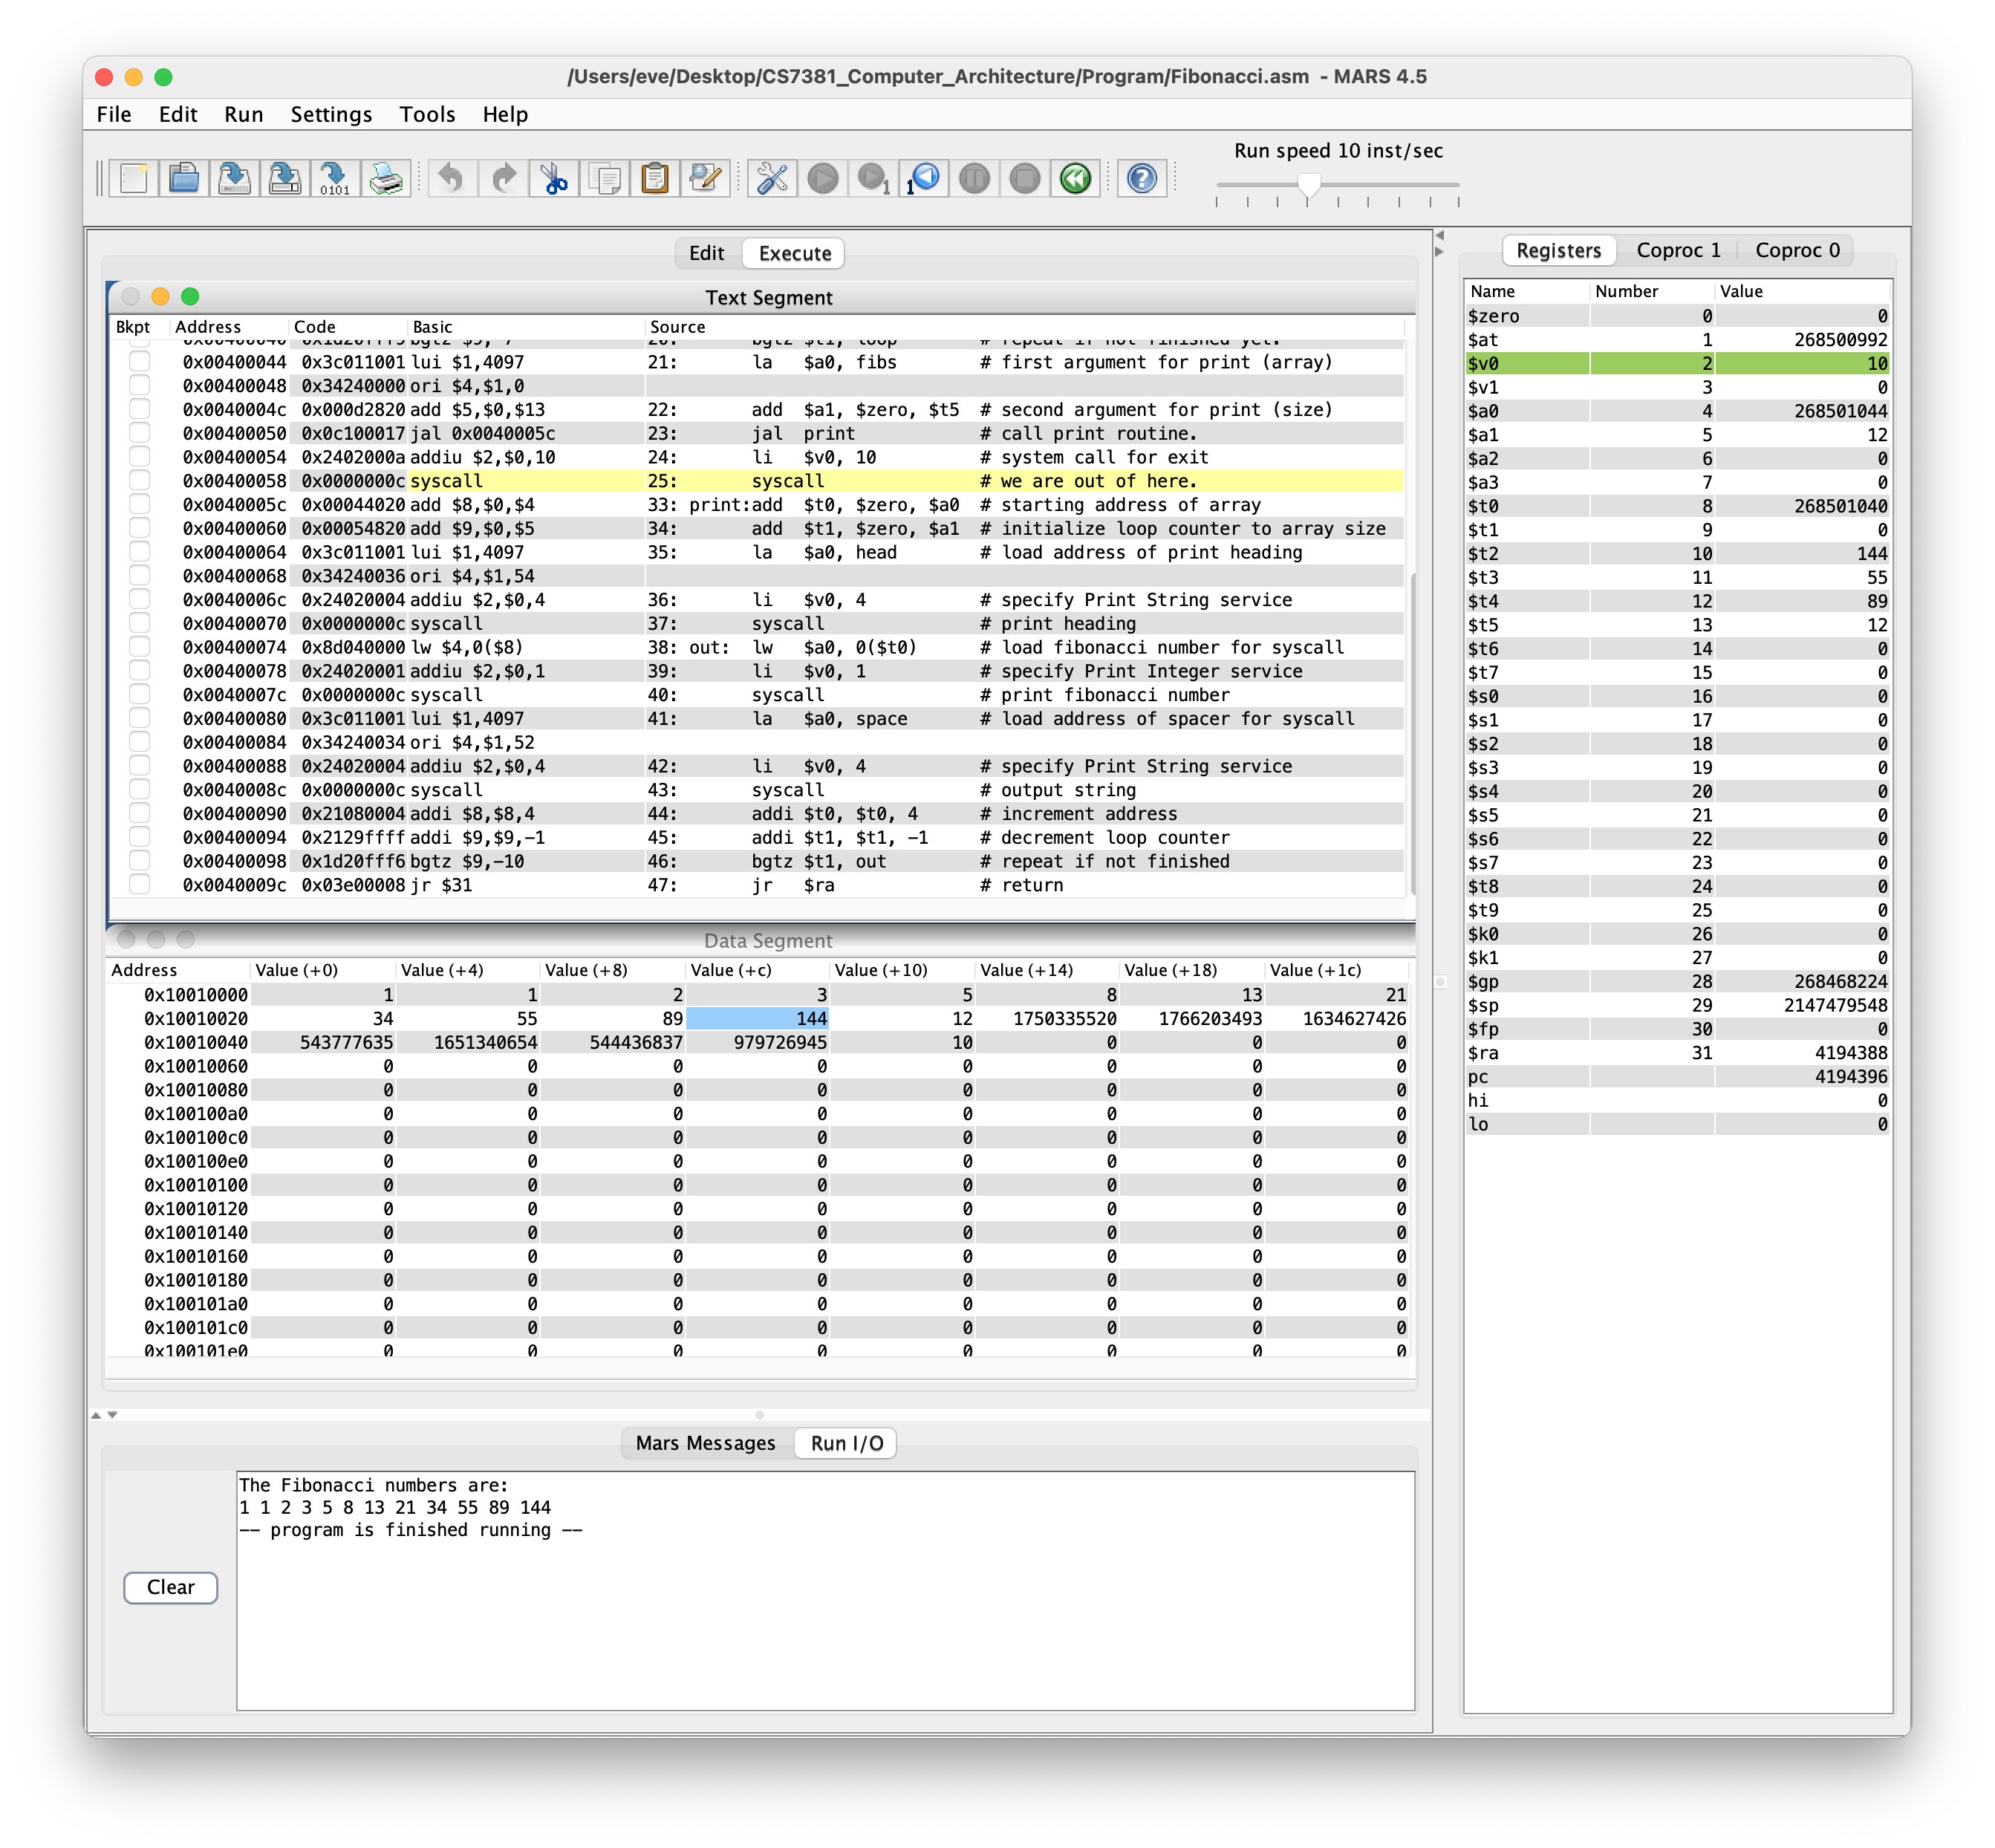 /Users/eve/Desktop/CS7381_Computer_Architecture/Program/Fibonacci.asm - MARS 4.5
File Edit Run Settings Tools Help
Run speed 10 inst/sec
Edit Execute
Text Segment
Bkpt Address Code Basic Source
0x00400044 0x3c011001 lui $1,4097 21: la $a0, fibs # first argument for print (array)
0x00400048 0x34240000 ori $4,$1,0
0x0040004c 0x000d2820 add $5,$0,$13 22: add $a1, $zero, $t5 # second argument for print (size)
0x00400050 0x0c100017 jal 0x0040005c 23: jal print # call print routine.
0x00400054 0x2402000a addiu $2,$0,10 24: li $v0, 10 # system call for exit
0x00400058 0x0000000c syscall 25: syscall # we are out of here.
0x0040005c 0x00044020 add $8,$0,$4 33: print:add $t0, $zero, $a0 # starting address of array
0x00400060 0x00054820 add $9,$0,$5 34: add $t1, $zero, $a1 # initialize loop counter to array size
0x00400064 0x3c011001 lui $1,4097 35: la $a0, head # load address of print heading
0x00400068 0x34240036 ori $4,$1,54
0x0040006c 0x24020004 addiu $2,$0,4 36: li $v0, 4 # specify Print String service
0x00400070 0x0000000c syscall 37: syscall # print heading
0x00400074 0x8d040000 lw $4,0($8) 38: out: lw $a0, 0($t0) # load fibonacci number for syscall
0x00400078 0x24020001 addiu $2,$0,1 39: li $v0, 1 # specify Print Integer service
0x0040007c 0x0000000c syscall 40: syscall # print fibonacci number
0x00400080 0x3c011001 lui $1,4097 41: la $a0, space # load address of spacer for syscall
0x00400084 0x34240034 ori $4,$1,52
0x00400088 0x24020004 addiu $2,$0,4 42: li $v0, 4 # specify Print String service
0x0040008c 0x0000000c syscall 43: syscall # output string
0x00400090 0x21080004 addi $8,$8,4 44: addi $t0, $t0, 4 # increment address
0x00400094 0x2129ffff addi $9,$9,-1 45: addi $t1, $t1, -1 # decrement loop counter
0x00400098 0x1d20fff6 bgtz $9,-10 46: bgtz $t1, out # repeat if not finished
0x0040009c 0x03e00008 jr $31 47: jr $ra # return
Data Segment
Address Value (+0) Value (+4) Value (+8) Value (+c) Value (+10) Value (+14) Value (+18) Value (+1c)
0x10010000 1 1 2 3 5 8 13 21
0x10010020 34 55 89 144 12 1750335520 1766203493 1634627426
0x10010040 543777635 1651340654 544436837 979726945 10 0 0 0
0x10010060 0 0 0 0 0 0 0 0
0x10010080 0 0 0 0 0 0 0 0
0x100100a0 0 0 0 0 0 0 0 0
0x100100c0 0 0 0 0 0 0 0 0
0x100100e0 0 0 0 0 0 0 0 0
0x10010100 0 0 0 0 0 0 0 0
0x10010120 0 0 0 0 0 0 0 0
0x10010140 0 0 0 0 0 0 0 0
0x10010160 0 0 0 0 0 0 0 0
0x10010180 0 0 0 0 0 0 0 0
0x100101a0 0 0 0 0 0 0 0 0
0x100101c0 0 0 0 0 0 0 0 0
0x100101e0 0 0 0 0 0 0 0 0
Mars Messages Run I/O
The Fibonacci numbers are:
1 1 2 3 5 8 13 21 34 55 89 144
-- program is finished running --
Clear
Registers Coproc 1 Coproc 0
Name Number Value
$zero 0 0
$at 1 268500992
$v0 2 10
$v1 3 0
$a0 4 268501044
$a1 5 12
$a2 6 0
$a3 7 0
$t0 8 268501040
$t1 9 0
$t2 10 144
$t3 11 55
$t4 12 89
$t5 13 12
$t6 14 0
$t7 15 0
$s0 16 0
$s1 17 0
$s2 18 0
$s3 19 0
$s4 20 0
$s5 21 0
$s6 22 0
$s7 23 0
$t8 24 0
$t9 25 0
$k0 26 0
$k1 27 0
$gp 28 268468224
$sp 29 2147479548
$fp 30 0
$ra 31 4194388
pc 4194396
hi 0
lo 0